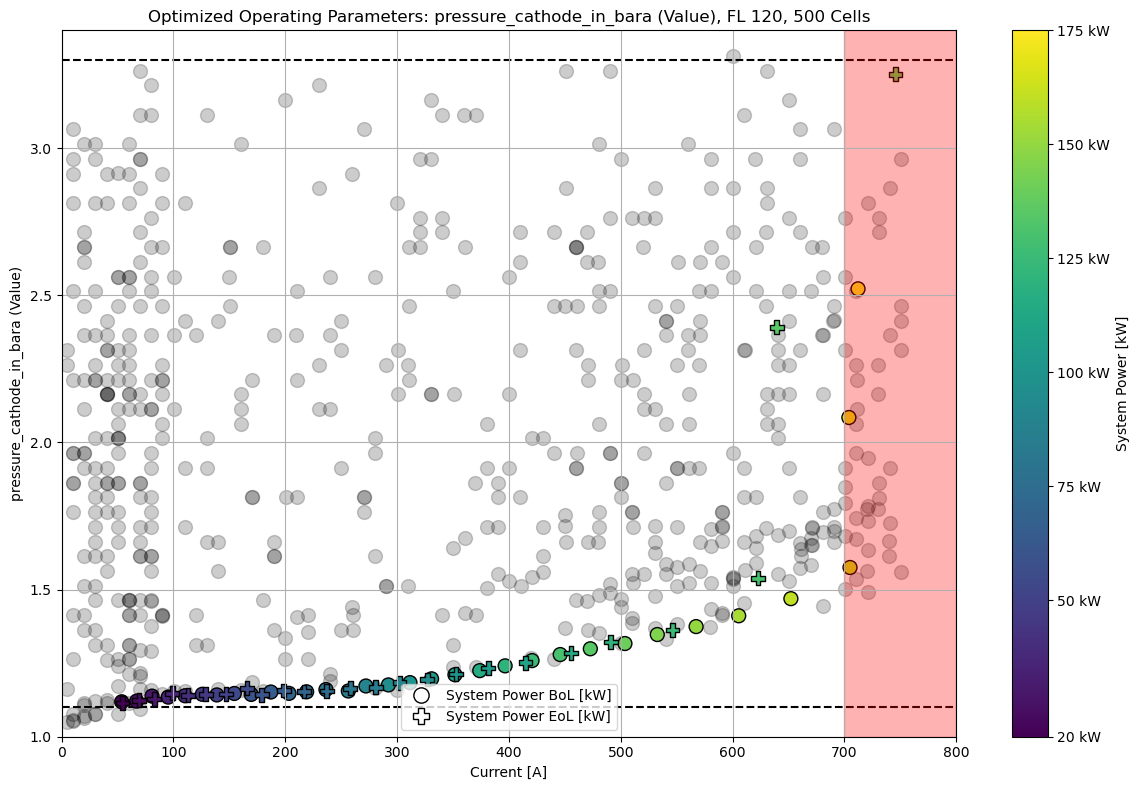 Optimized Operating Parameters: pressure_cathode_in_bara (Value), FL 120, 500 Cells
pressure_cathode_in_bara (Value)
3.0
2.5
2.0
1.5
1.0
0
100
200
300
400
500
600
700
800
Current [A]
System Power BoL [kW]
System Power EoL [kW]
175 kW
150 kW
125 kW
100 kW
75 kW
50 kW
20 kW
System Power [kW]